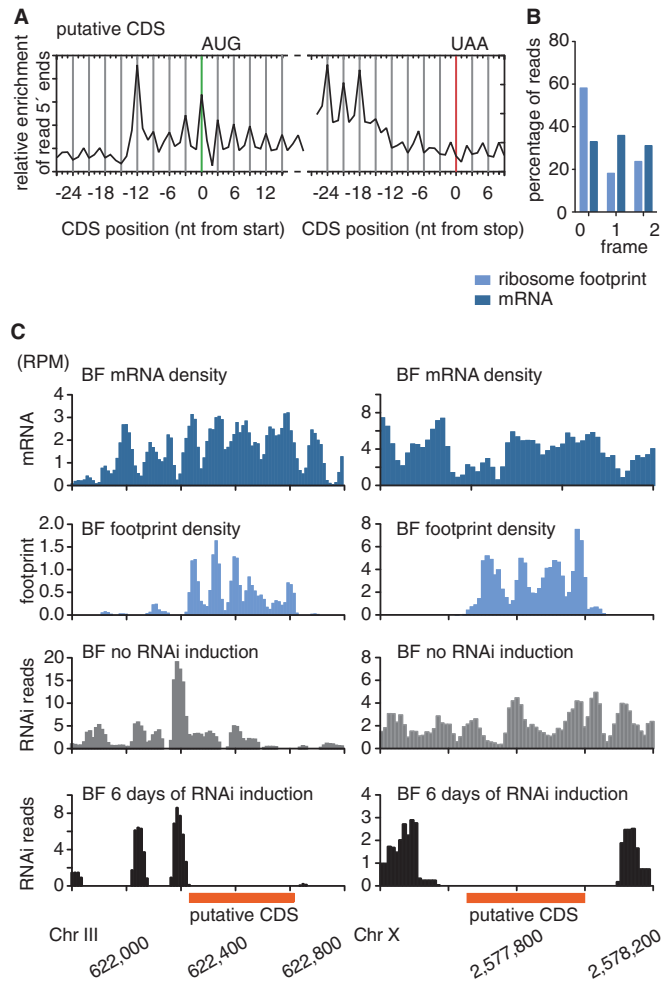 A
putative CDS
AUG
UAA
relative enrichment
of read 5´ ends
-24 -18 -12 -6 0 6 12
-24 -18 -12 -6 0 6
CDS position (nt from start)
CDS position (nt from stop)
B
percentage of reads
80
60
40
20
0
0 1 2
frame
ribosome footprint
mRNA
C
(RPM)
BF mRNA density
mRNA
4
3
2
1
0
BF mRNA density
8
4
0
BF footprint density
footprint
2.0
1.5
1.0
0.5
0.0
BF footprint density
8
6
4
2
0
BF no RNAi induction
RNAi reads
20
15
10
5
0
BF no RNAi induction
8
6
4
2
0
BF 6 days of RNAi induction
RNAi reads
8
4
0
BF 6 days of RNAi induction
4
3
2
1
0
putative CDS
putative CDS
Chr III
622,000
622,400
622,800
Chr X
2,577,800
2,578,200